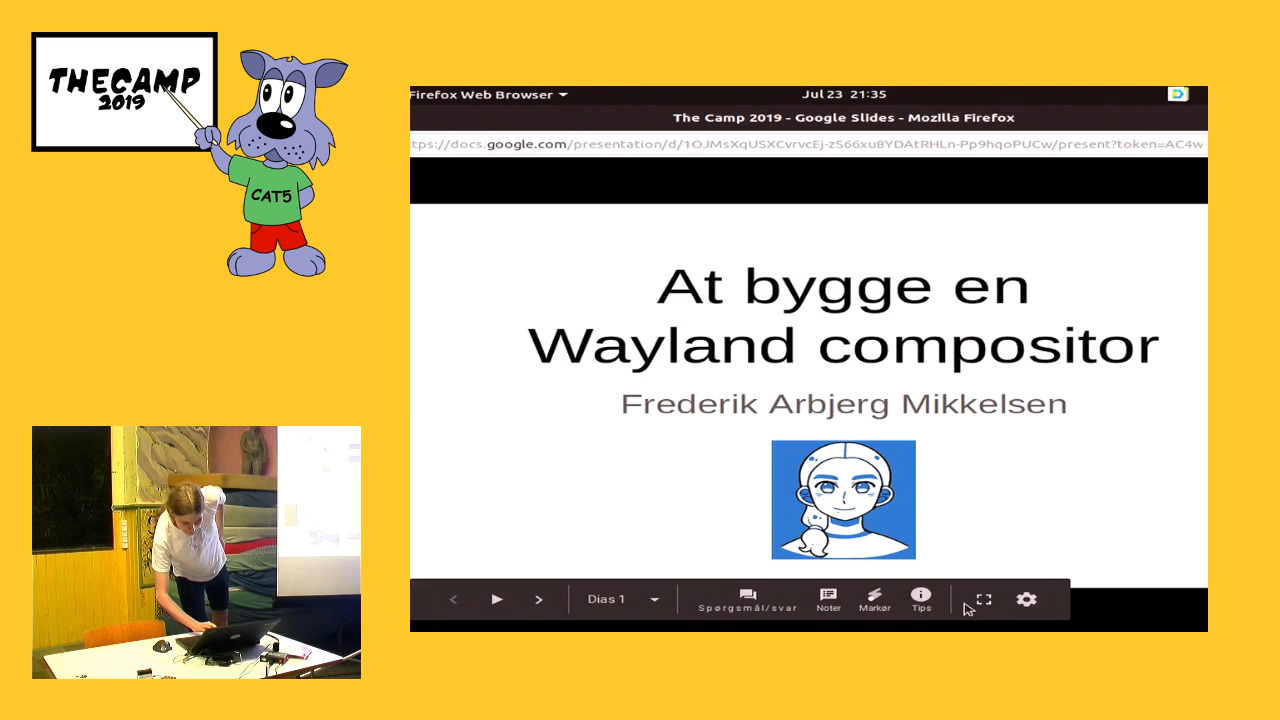 THECAMP
2019
CAT5
Firefox Web Browser
Jul 23 21:35
The Camp 2019 - Google Slides - Mozilla Firefox
tps://docs.google.com/presentation/d/1OJMsXqUSXCvrvcEj-zS66xu8YDAtRHLn-Pp9hqoPUCw/present?token=AC4w
At bygge en
Wayland compositor
Frederik Arbjerg Mikkelsen
Dias 1
Spørgsmål/svar
Noter
Markør
Tips